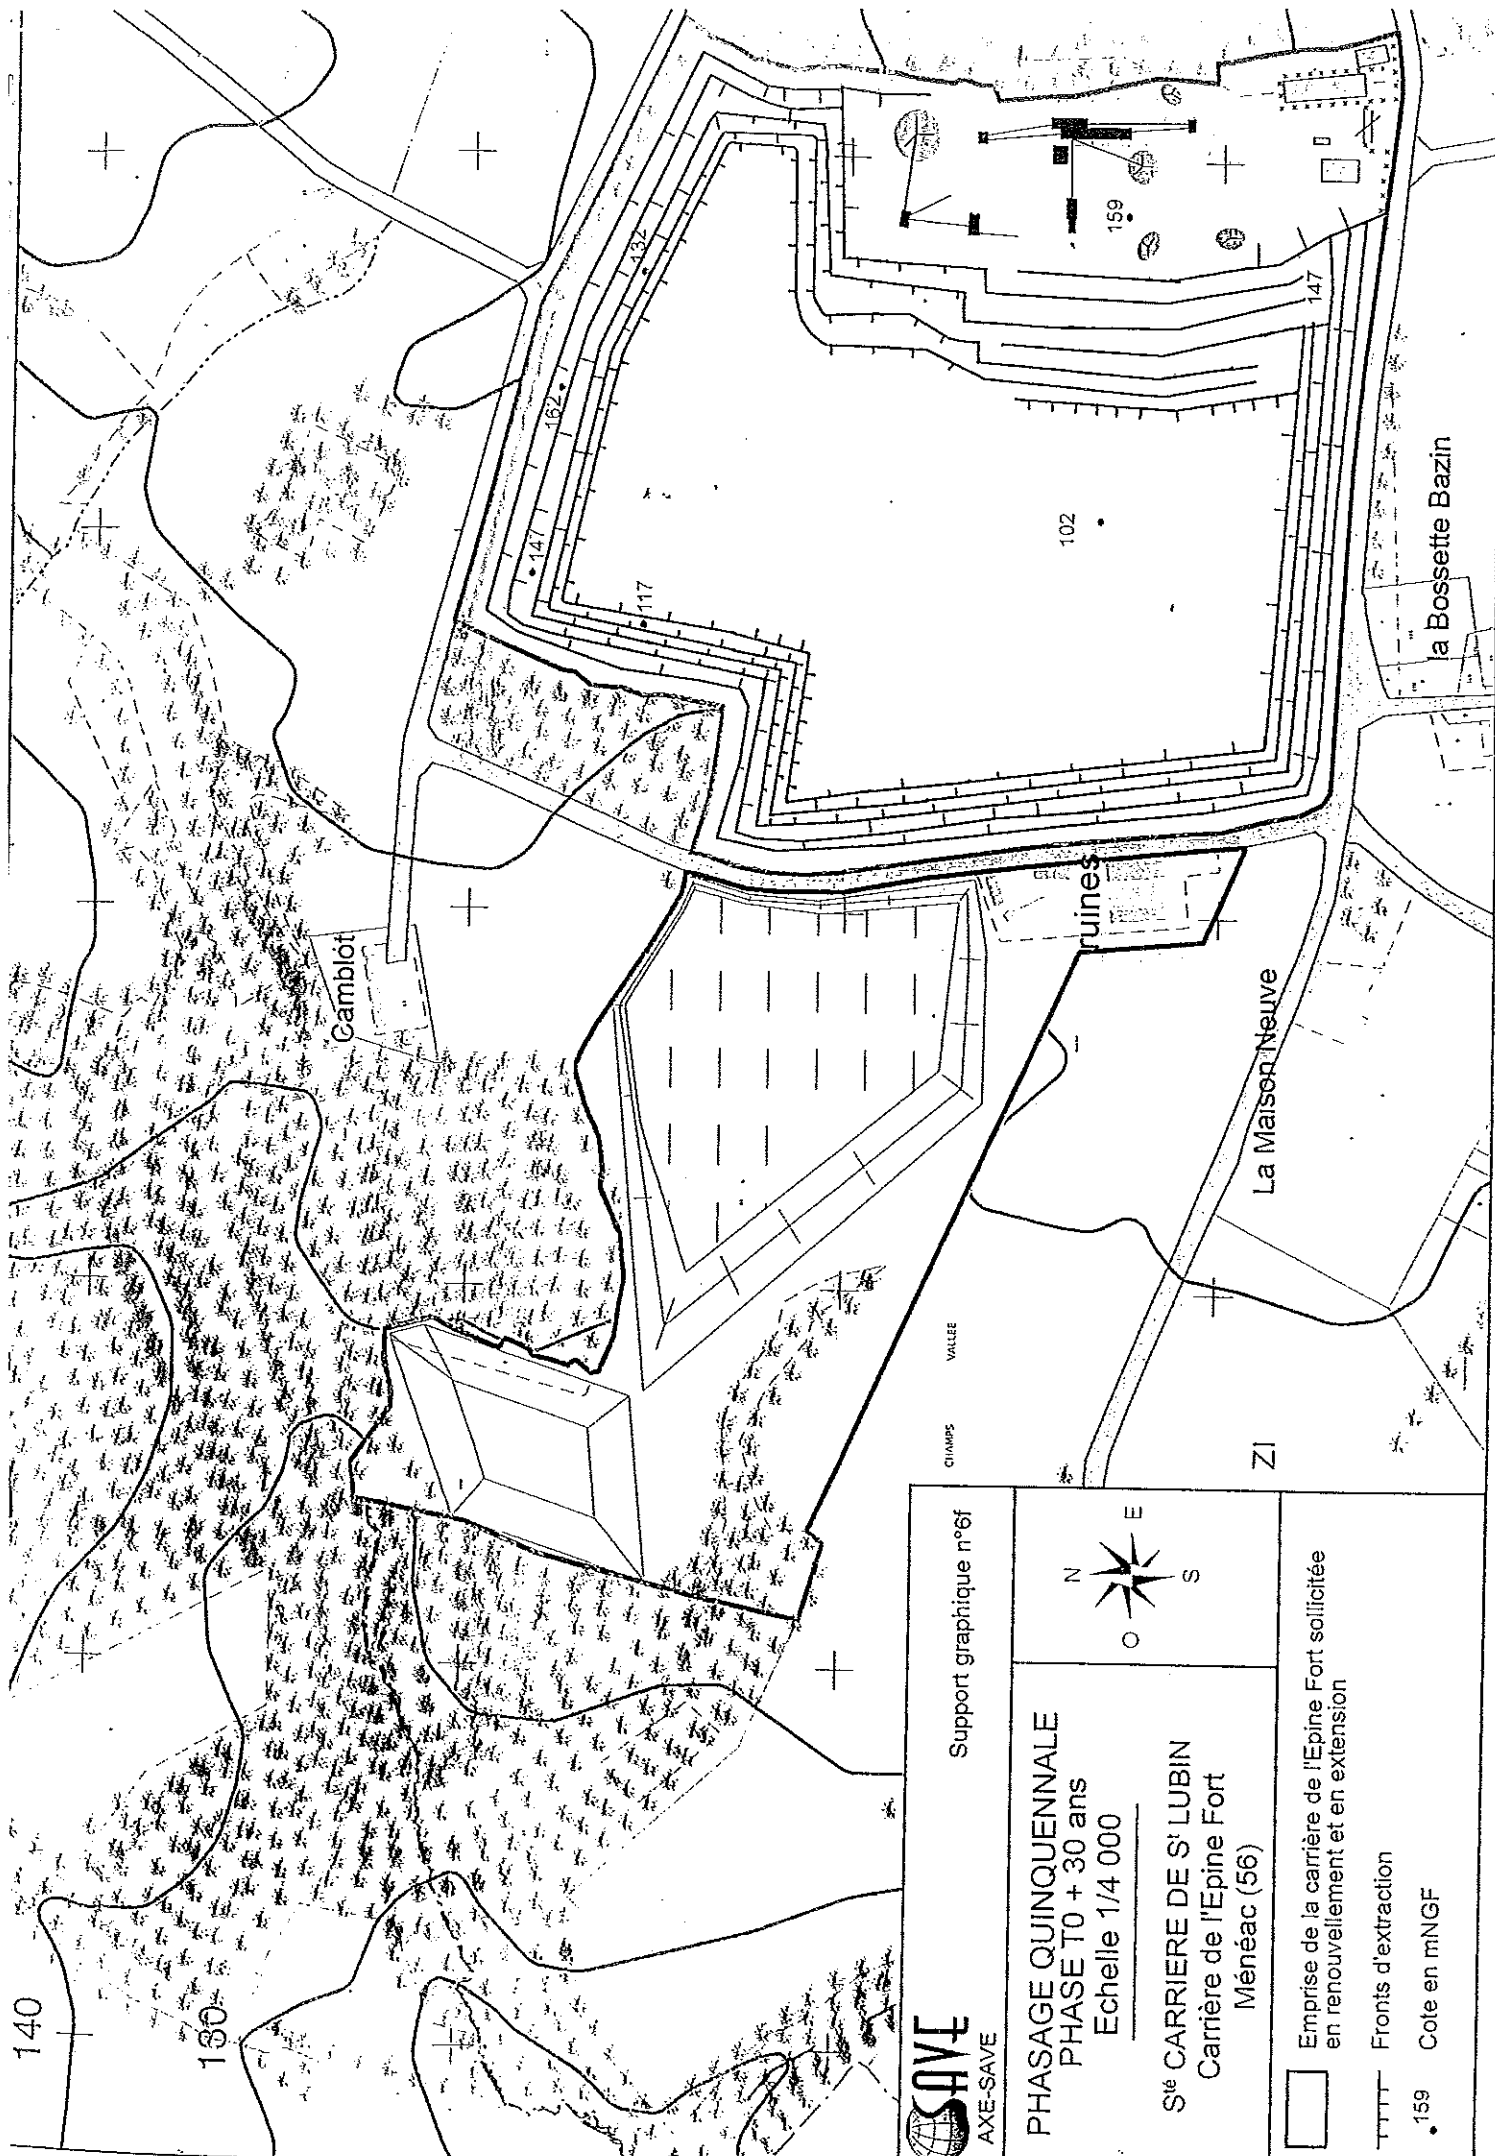 140
130
Camblot
162
132
147
117
102
159
147
ruines
la Bossette Bazin
La Maison Neuve
CHAMPS VALLEE
ZI
SAVE
AXE-SAVE
Support graphique n°6f
PHASAGE QUINQUENNALE
PHASE T0 + 30 ans
Echelle 1/4 000
N
O
E
S
Sté CARRIERE DE St LUBIN
Carrière de l'Epine Fort
Ménéac (56)
Emprise de la carrière de l'Epine Fort sollicitée
en renouvellement et en extension
Fronts d'extraction
159 Cote en mNGF